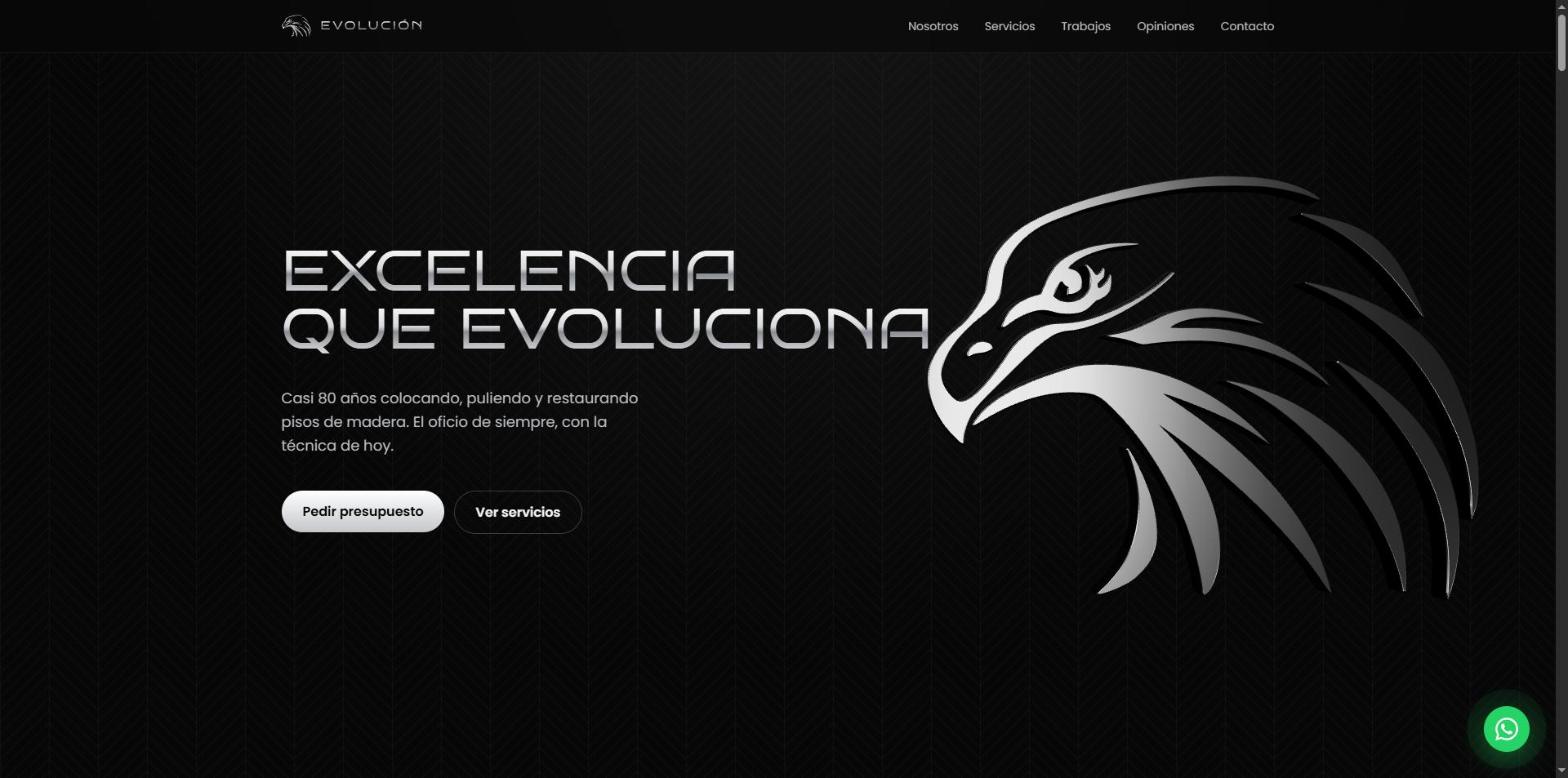 EVOLUCIÓN
Nosotros
Servicios
Trabajos
Opiniones
Contacto
EXCELENCIA
QUE EVOLUCIONA
Casi 80 años colocando, puliendo y restaurando
pisos de madera. El oficio de siempre, con la
técnica de hoy.
Pedir presupuesto
Ver servicios